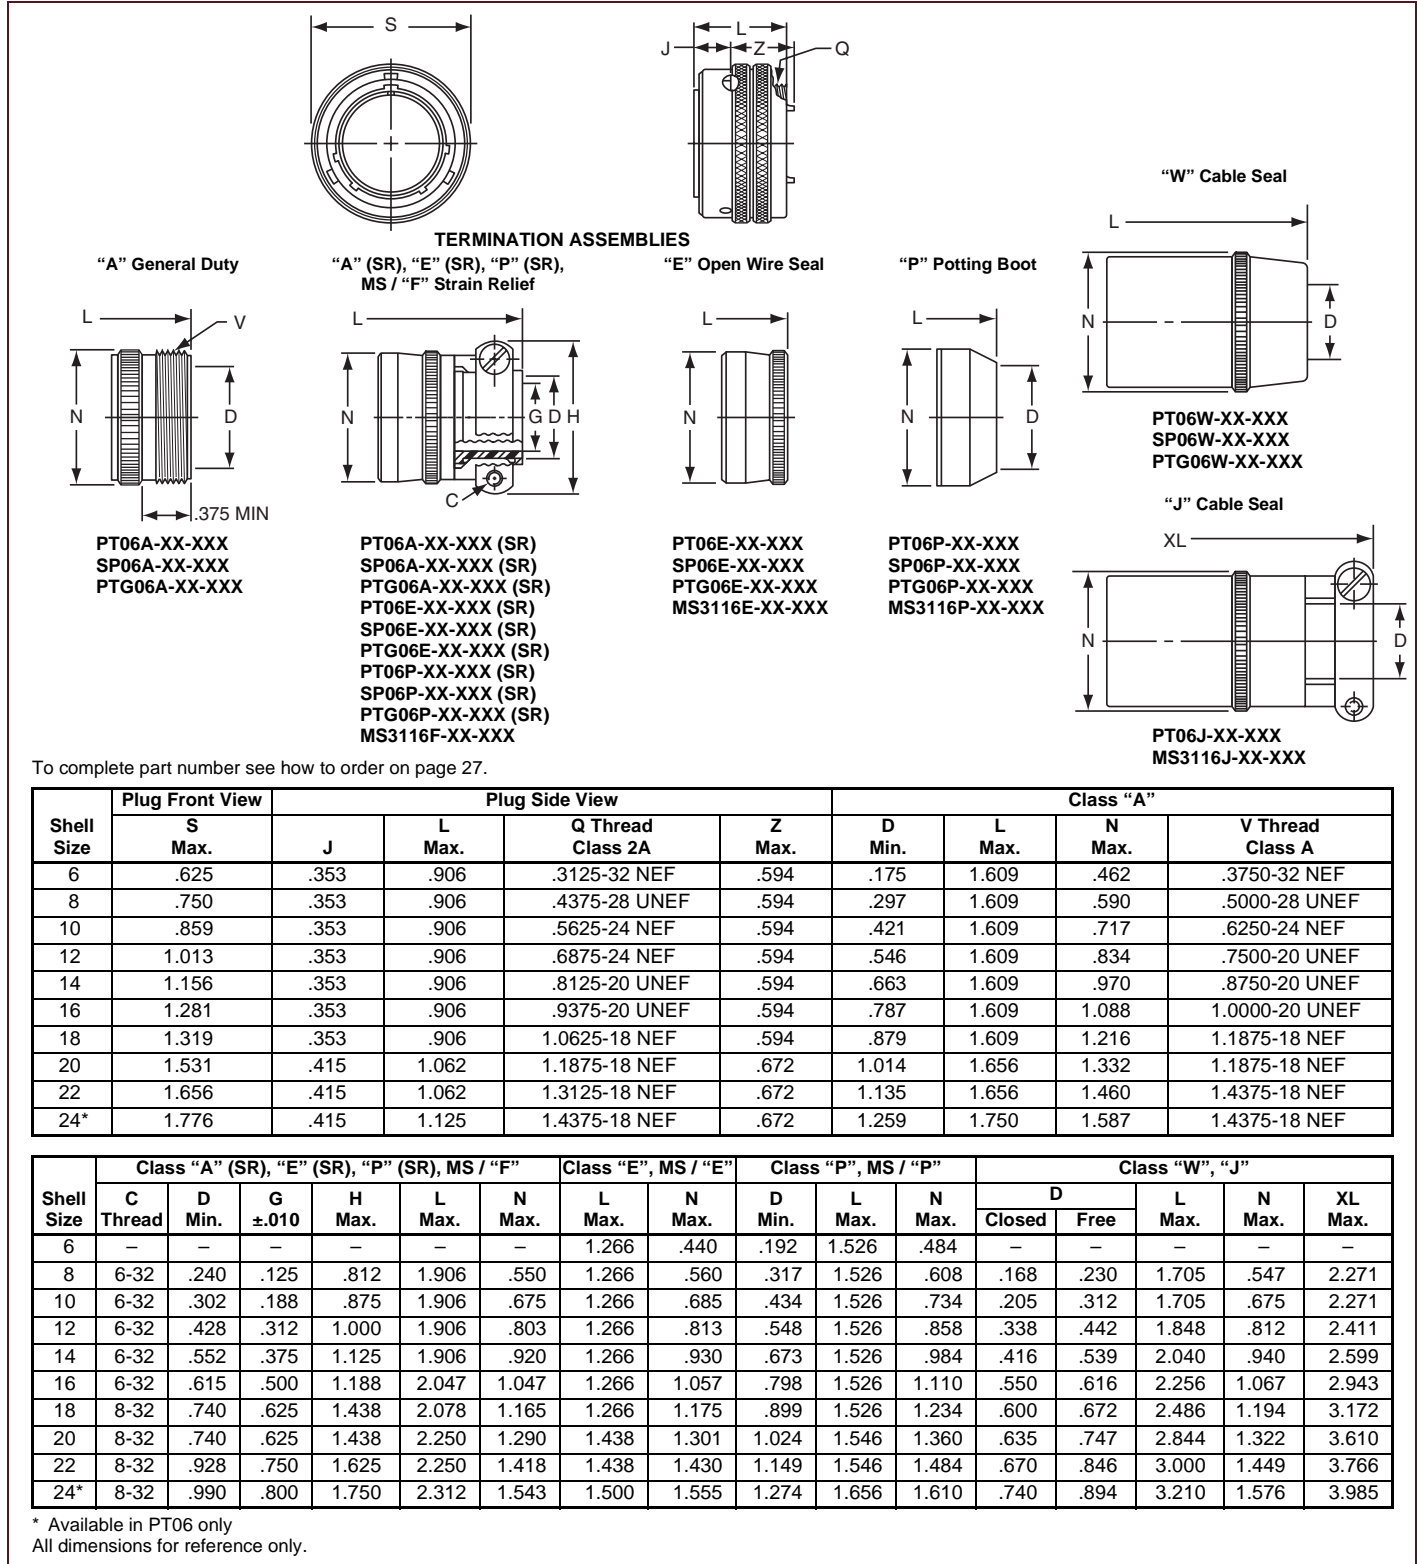 S
L
J
Z
Q
TERMINATION ASSEMBLIES
“A” General Duty
L
V
N
D
.375 MIN
PT06A-XX-XXX
SP06A-XX-XXX
PTG06A-XX-XXX
“A” (SR), “E” (SR), “P” (SR),
MS / “F” Strain Relief
L
N
G D H
C
PT06A-XX-XXX (SR)
SP06A-XX-XXX (SR)
PTG06A-XX-XXX (SR)
PT06E-XX-XXX (SR)
SP06E-XX-XXX (SR)
PTG06E-XX-XXX (SR)
PT06P-XX-XXX (SR)
SP06P-XX-XXX (SR)
PTG06P-XX-XXX (SR)
MS3116F-XX-XXX
“E” Open Wire Seal
L
N
PT06E-XX-XXX
SP06E-XX-XXX
PTG06E-XX-XXX
MS3116E-XX-XXX
“P” Potting Boot
L
N
D
PT06P-XX-XXX
SP06P-XX-XXX
PTG06P-XX-XXX
MS3116P-XX-XXX
“W” Cable Seal
L
N
D
PT06W-XX-XXX
SP06W-XX-XXX
PTG06W-XX-XXX
“J” Cable Seal
XL
N
D
PT06J-XX-XXX
MS3116J-XX-XXX
To complete part number see how to order on page 27.
Plug Front View Plug Side View Class “A”
Shell S J L Q Thread Z D L N V Thread
Size Max. Max. Class 2A Max. Min. Max. Max. Class A
6 .625 .353 .906 .3125-32 NEF .594 .175 1.609 .462 .3750-32 NEF
8 .750 .353 .906 .4375-28 UNEF .594 .297 1.609 .590 .5000-28 UNEF
10 .859 .353 .906 .5625-24 NEF .594 .421 1.609 .717 .6250-24 NEF
12 1.013 .353 .906 .6875-24 NEF .594 .546 1.609 .834 .7500-20 UNEF
14 1.156 .353 .906 .8125-20 UNEF .594 .663 1.609 .970 .8750-20 UNEF
16 1.281 .353 .906 .9375-20 UNEF .594 .787 1.609 1.088 1.0000-20 UNEF
18 1.319 .353 .906 1.0625-18 NEF .594 .879 1.609 1.216 1.1875-18 NEF
20 1.531 .415 1.062 1.1875-18 NEF .672 1.014 1.656 1.332 1.1875-18 NEF
22 1.656 .415 1.062 1.3125-18 NEF .672 1.135 1.656 1.460 1.4375-18 NEF
24* 1.776 .415 1.125 1.4375-18 NEF .672 1.259 1.750 1.587 1.4375-18 NEF
Class “A” (SR), “E” (SR), “P” (SR), MS / “F” Class “E”, MS / “E” Class “P”, MS / “P” Class “W”, “J”
Shell C D G H L N L N D L N D L N XL
Size Thread Min. ±.010 Max. Max. Max. Max. Max. Min. Max. Max. Closed Free Max. Max. Max.
6 – – – – – – 1.266 .440 .192 1.526 .484 – – – – –
8 6-32 .240 .125 .812 1.906 .550 1.266 .560 .317 1.526 .608 .168 .230 1.705 .547 2.271
10 6-32 .302 .188 .875 1.906 .675 1.266 .685 .434 1.526 .734 .205 .312 1.705 .675 2.271
12 6-32 .428 .312 1.000 1.906 .803 1.266 .813 .548 1.526 .858 .338 .442 1.848 .812 2.411
14 6-32 .552 .375 1.125 1.906 .920 1.266 .930 .673 1.526 .984 .416 .539 2.040 .940 2.599
16 6-32 .615 .500 1.188 2.047 1.047 1.266 1.057 .798 1.526 1.110 .550 .616 2.256 1.067 2.943
18 8-32 .740 .625 1.438 2.078 1.165 1.266 1.175 .899 1.526 1.234 .600 .672 2.486 1.194 3.172
20 8-32 .740 .625 1.438 2.250 1.290 1.438 1.301 1.024 1.546 1.360 .635 .747 2.844 1.322 3.610
22 8-32 .928 .750 1.625 2.250 1.418 1.438 1.430 1.149 1.546 1.484 .670 .846 3.000 1.449 3.766
24* 8-32 .990 .800 1.750 2.312 1.543 1.500 1.555 1.274 1.656 1.610 .740 .894 3.210 1.576 3.985
* Available in PT06 only
All dimensions for reference only.